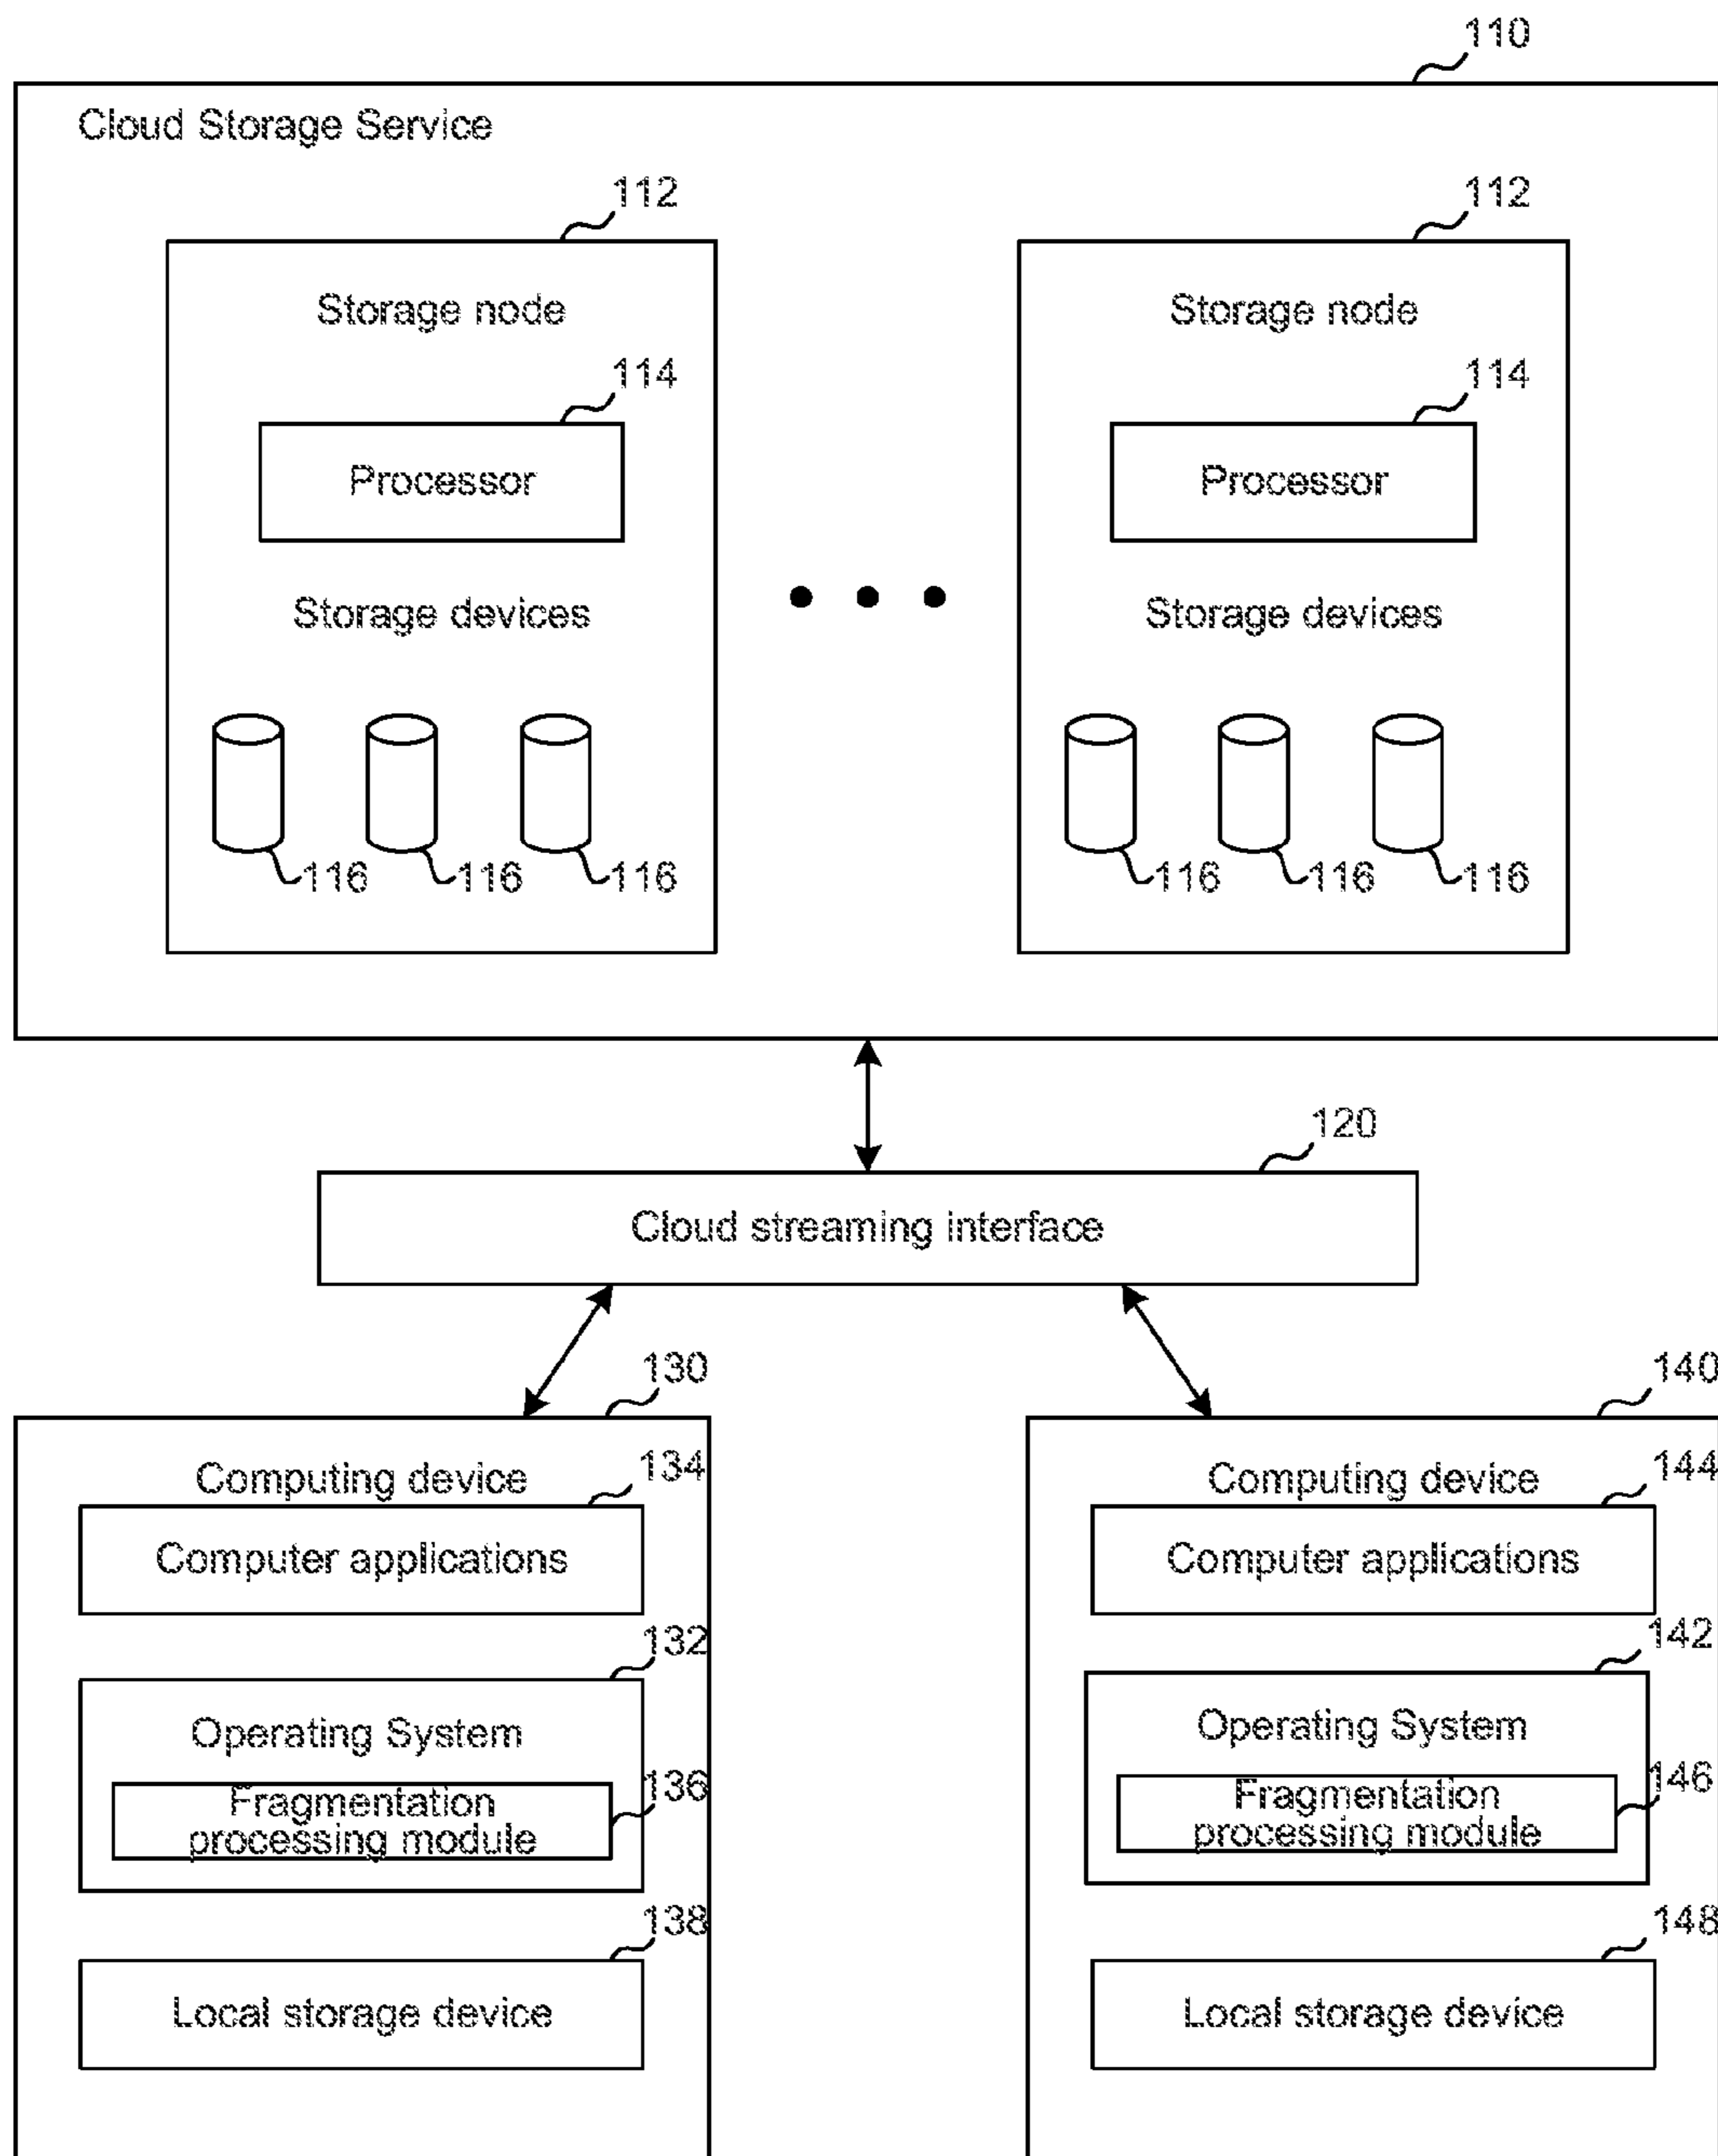 110
Cloud Storage Service
112
112
Storage node
Storage node
114
114
Processor
Processor
Storage devices
Storage devices
116
116
116
116
116
116
120
Cloud streaming interface
130
140
Computing device
134
Computing device
144
Computer applications
Computer applications
132
142
Operating System
Operating System
136
146
Fragmentation
processing module
Fragmentation
processing module
138
148
Local storage device
Local storage device